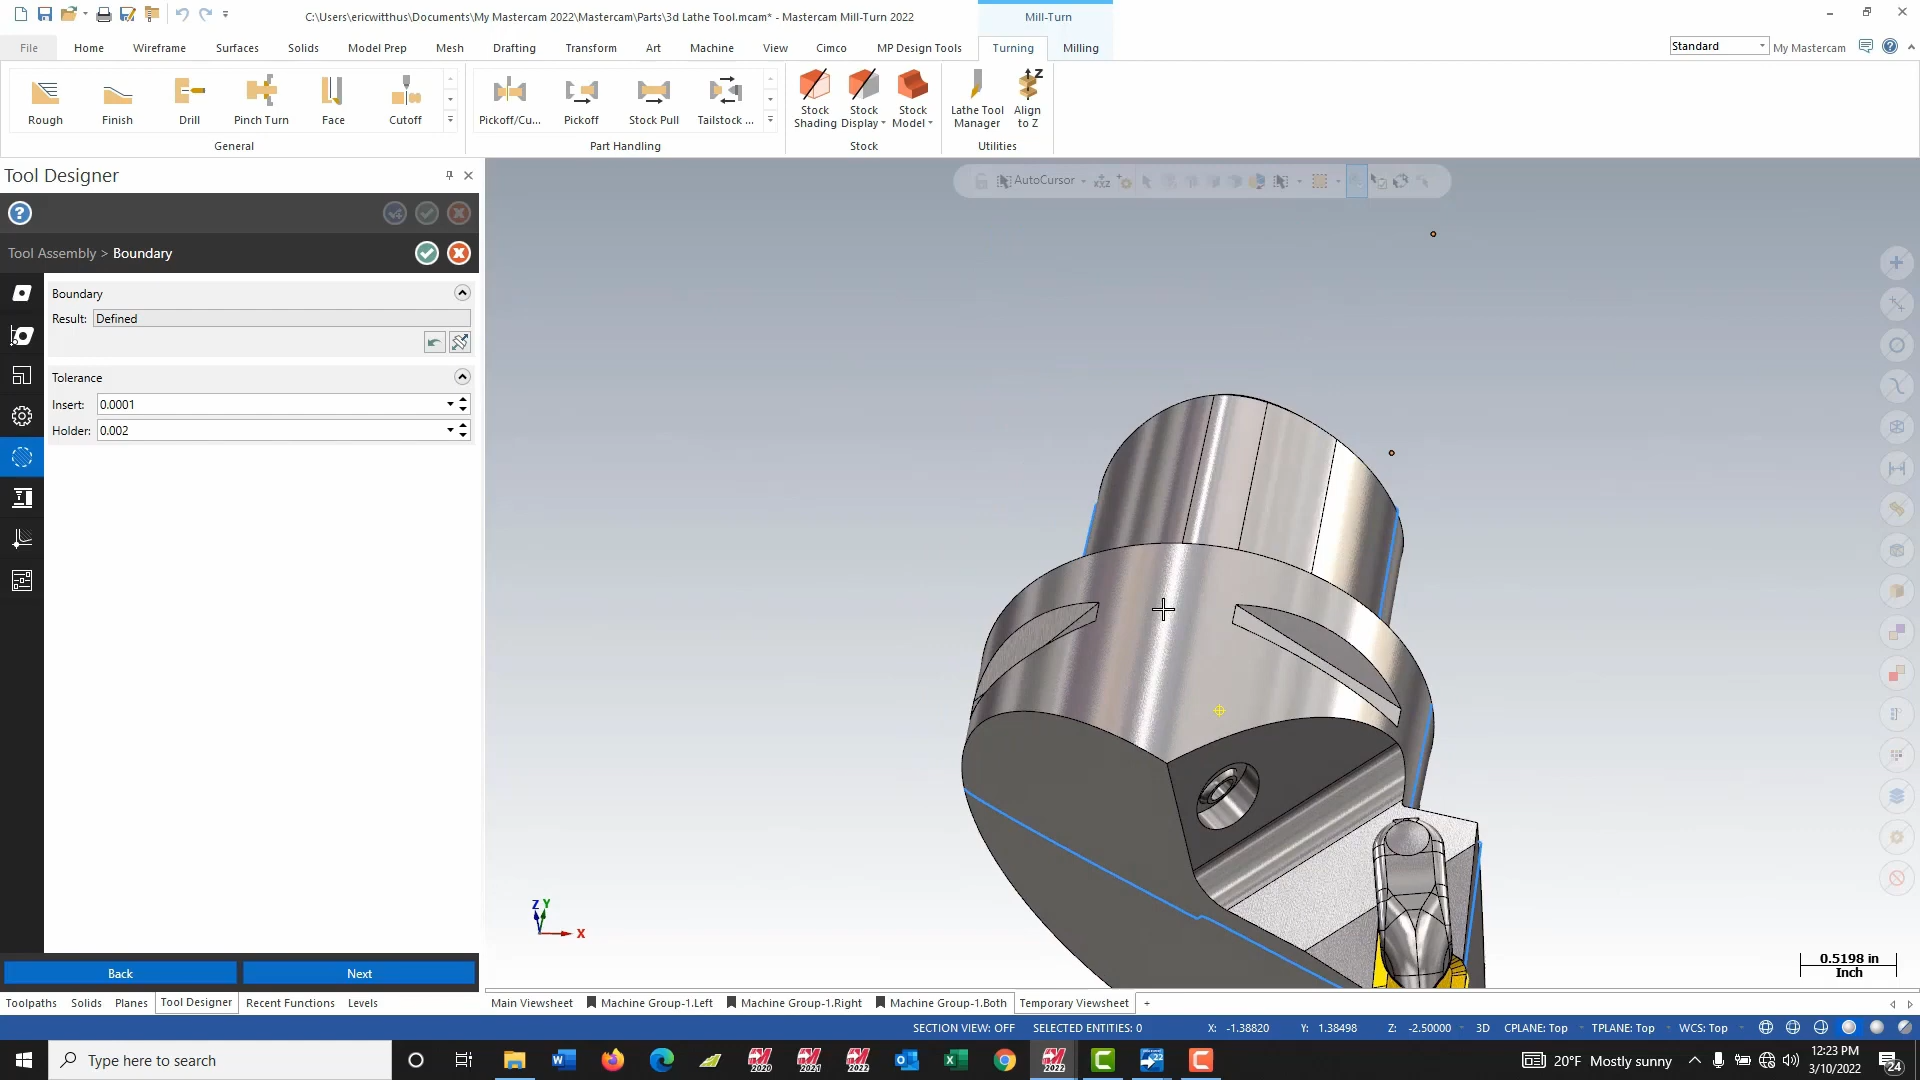 C:\Users\ericwitthus\Documents\My Mastercam 2022\Mastercam\Parts\3d Lathe Tool.mcam* - Mastercam Mill-Turn 2022
Mill-Turn
File
Home
Wireframe
Surfaces
Solids
Model Prep
Mesh
Drafting
Transform
Art
Machine
View
Cimco
MP Design Tools
Turning
Milling
Standard
My Mastercam
Rough
Finish
Drill
Pinch Turn
Face
Cutoff
Pickoff/Cu...
Pickoff
Stock Pull
Tailstock ...
Stock Shading
Stock Display
Stock Model
Lathe Tool Manager
Align to Z
General
Part Handling
Stock
Utilities
Tool Designer
AutoCursor
Tool Assembly > Boundary
Boundary
Result: Defined
Tolerance
Insert: 0.0001
Holder: 0.002
Z Y
X
0.5198 in
Inch
Back
Next
Toolpaths
Solids
Planes
Tool Designer
Recent Functions
Levels
Main Viewsheet
Machine Group-1.Left
Machine Group-1.Right
Machine Group-1.Both
Temporary Viewsheet
+
SECTION VIEW: OFF
SELECTED ENTITIES: 0
X: -1.38820
Y: 1.38498
Z: -2.50000
3D
CPLANE: Top
TPLANE: Top
WCS: Top
Type here to search
2020
2021
2022
2022
22
20°F Mostly sunny
12:23 PM
3/10/2022
24